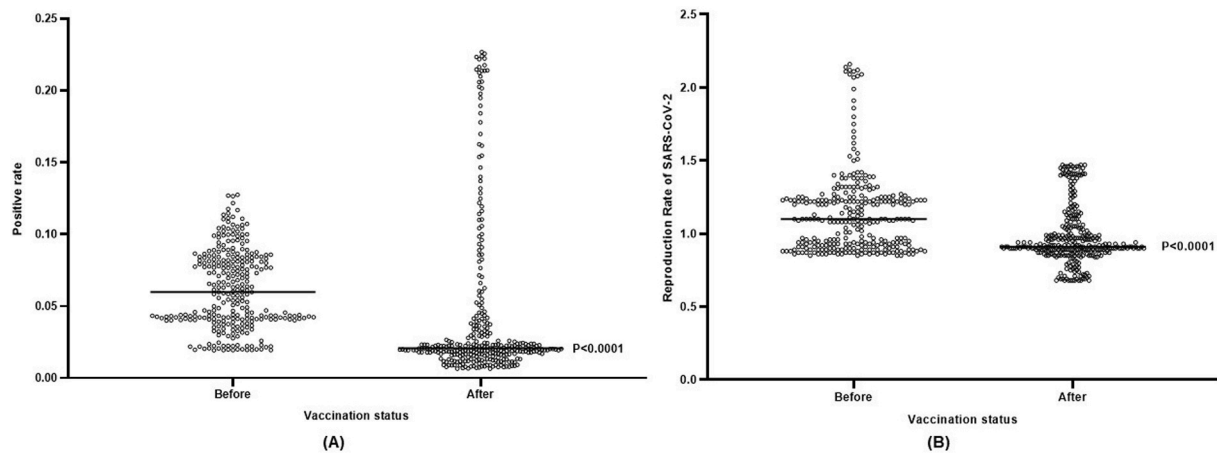 0.25
0.20
0.15
0.10
0.05
0.00
Positive rate
P<0.0001
Before
After
Vaccination status
(A)
2.5
2.0
1.5
1.0
0.5
0.0
Reproduction Rate of SARS-CoV-2
P<0.0001
Before
After
Vaccination status
(B)